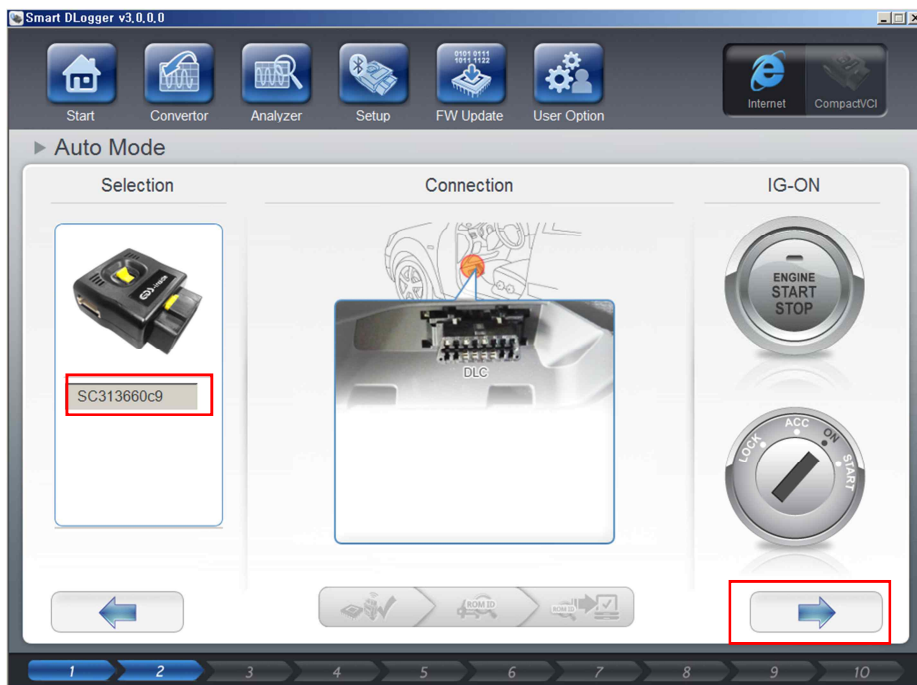 Smart DLogger v3,0,0,0
0101 0111
1011 1122
Start
Convertor
Analyzer
Setup
FW Update
User Option
Internet
CompactVCI
Auto Mode
Selection
Connection
IG-ON
SC313660c9
DLC
ENGINE
START
STOP
LOCK
ACC
ON
START
ROM ID
ROM ID
1
2
3
4
5
6
7
8
9
10